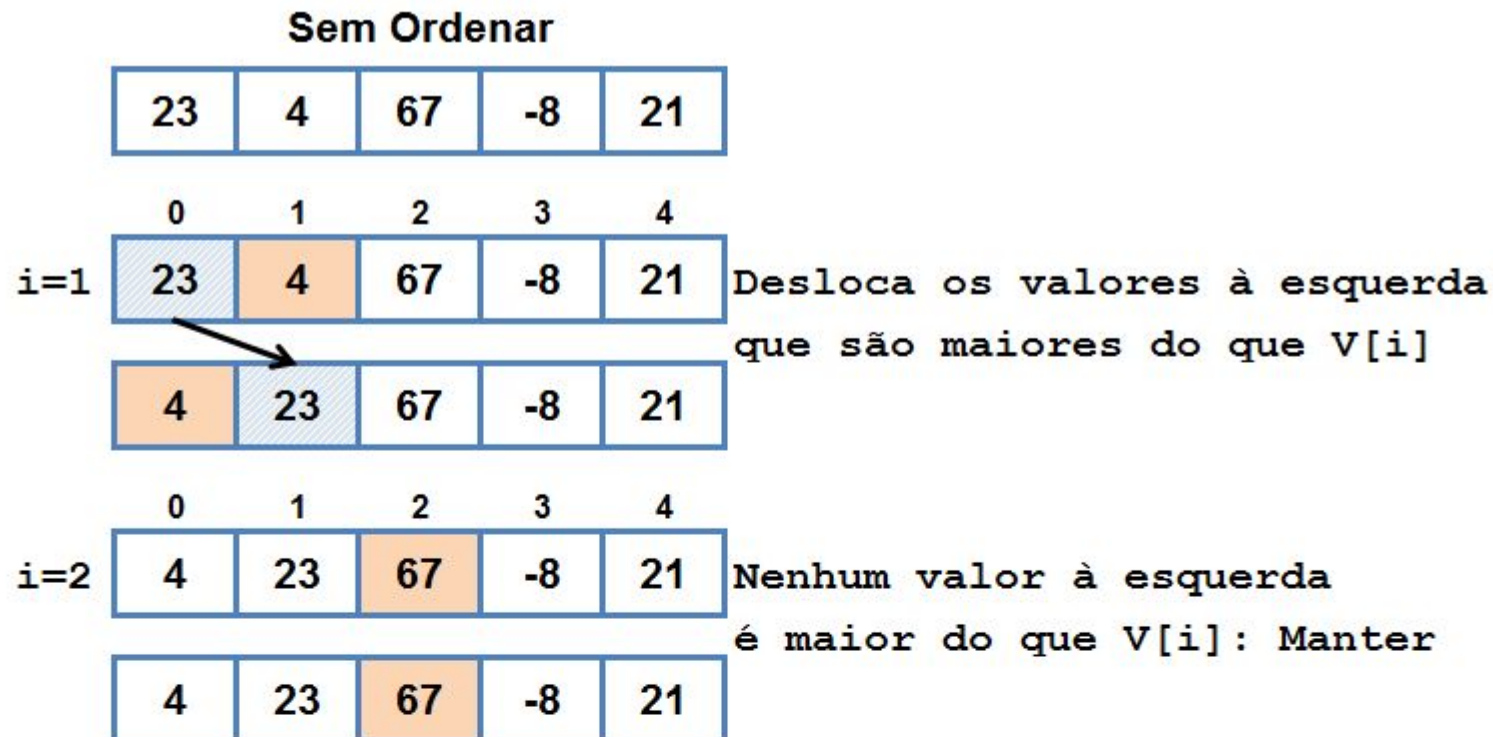 Sem Ordenar
23 4 67 -8 21
0 1 2 3 4
i=1 23 4 67 -8 21 Desloca os valores à esquerda
que são maiores do que V[i]
4 23 67 -8 21
0 1 2 3 4
i=2 4 23 67 -8 21 Nenhum valor à esquerda
é maior do que V[i]: Manter
4 23 67 -8 21